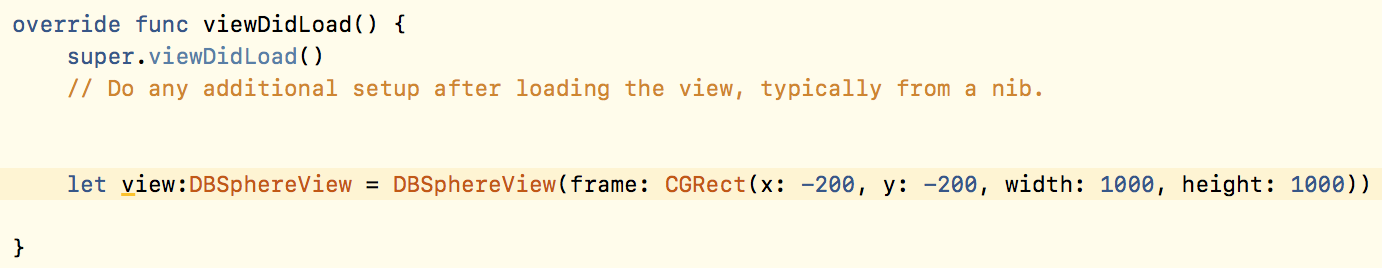 override func viewDidLoad() {
    super.viewDidLoad()
    // Do any additional setup after loading the view, typically from a nib.
    let view:DBSphereView = DBSphereView(frame: CGRect(x: -200, y: -200, width: 1000, height: 1000))
}